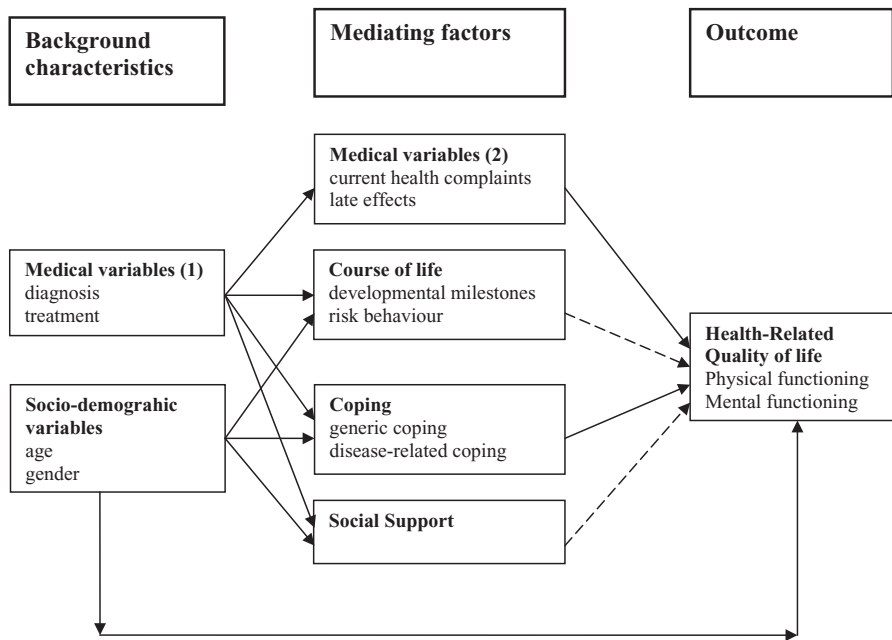 Background
characteristics
Mediating factors
Outcome
Medical variables (2)
current health complaints
late effects
Medical variables (1)
diagnosis
treatment
Course of life
developmental milestones
risk behaviour
Health-Related
Quality of life
Physical functioning
Mental functioning
Socio-demograhic
variables
age
gender
Coping
generic coping
disease-related coping
Social Support